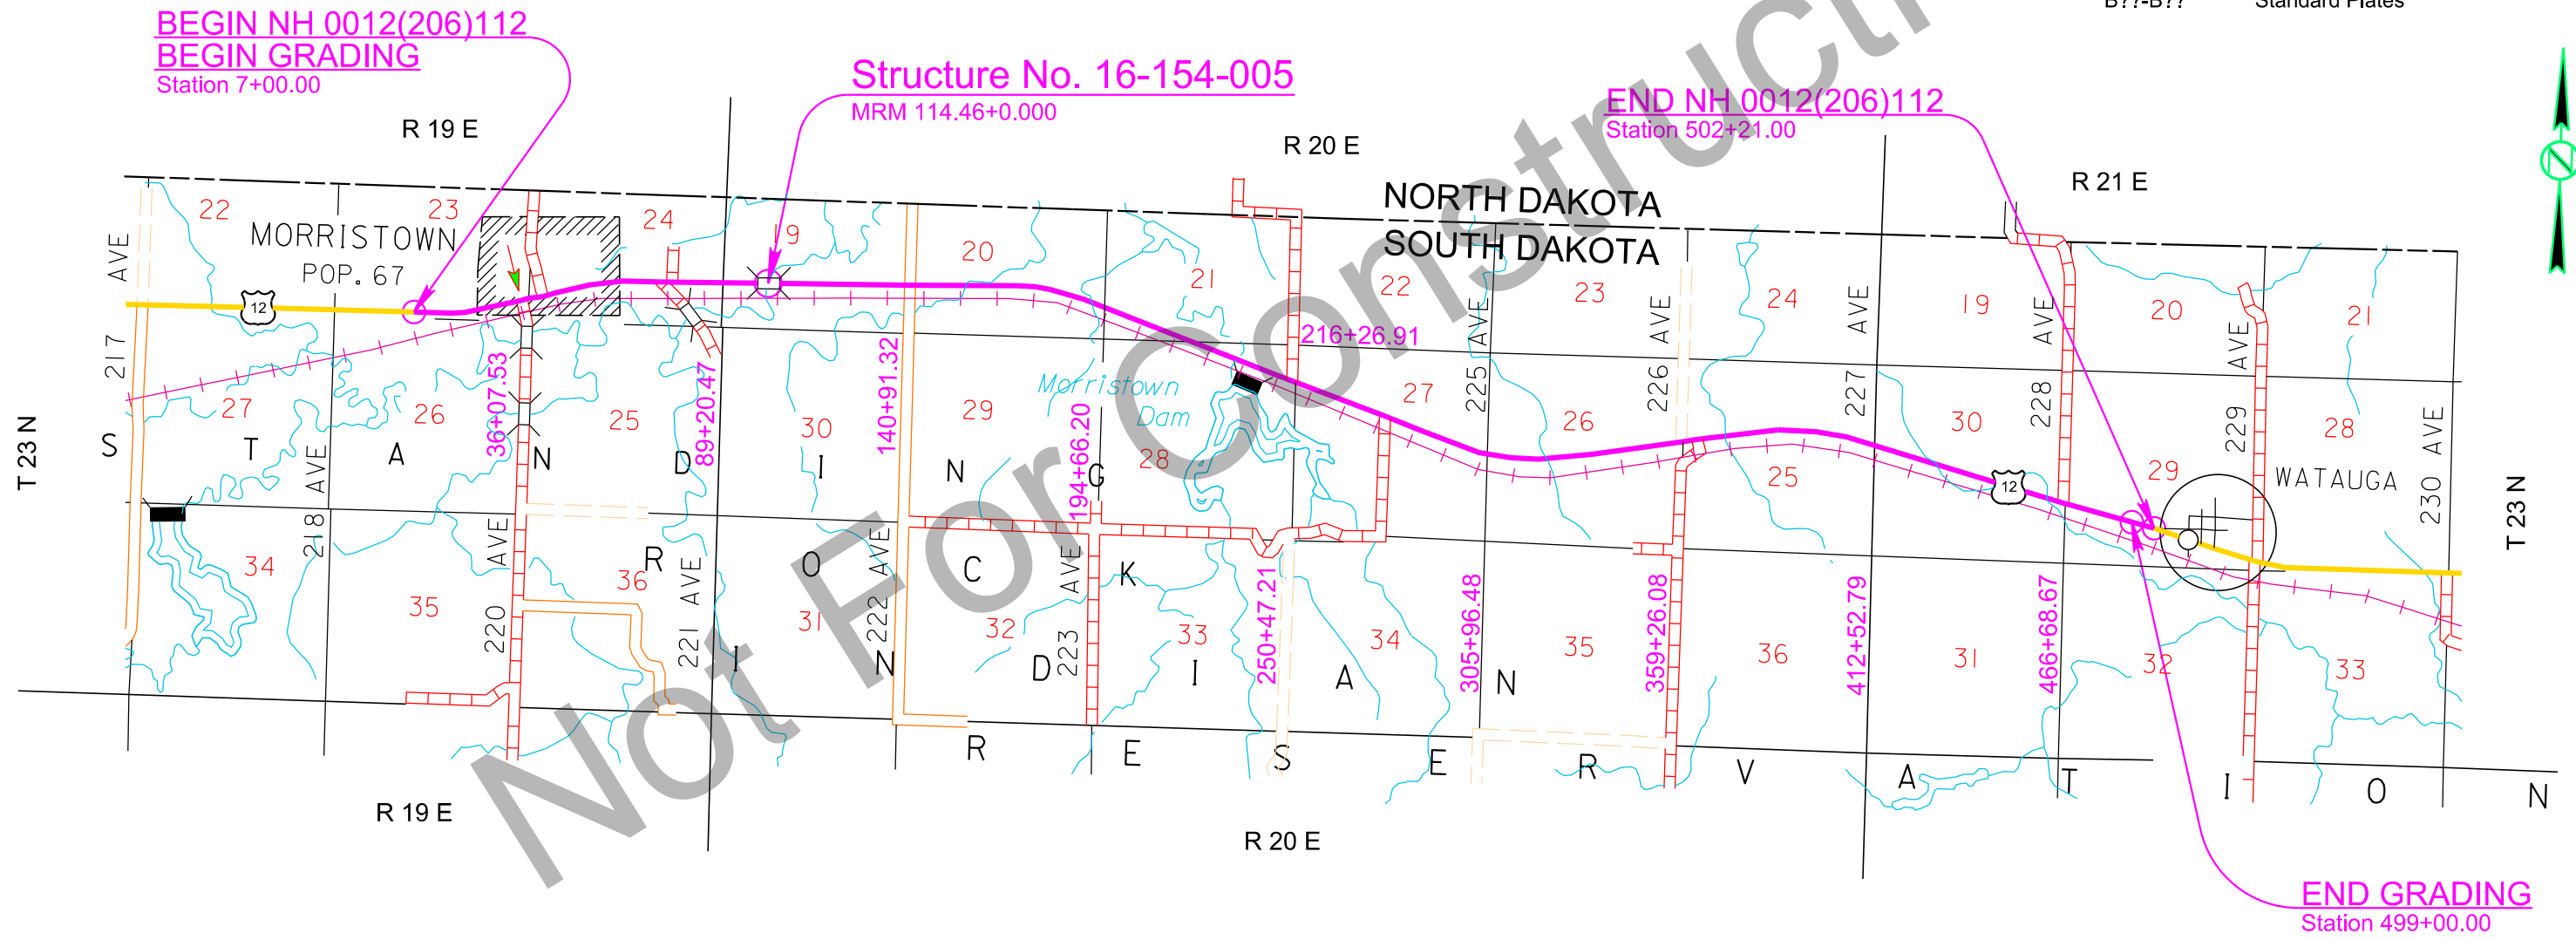 B??-B?? Standard Plates
BEGIN NH 0012(206)112
BEGIN GRADING
Station 7+00.00
Structure No. 16-154-005
MRM 114.46+0.000
END NH 0012(206)112
Station 502+21.00
R 19 E
R 20 E
R 21 E
NORTH DAKOTA
SOUTH DAKOTA
MORRISTOWN
POP. 67
22
23
24
19
20
21
22
23
24
19
20
21
12
217 AVE
216+26.91
225 AVE
226 AVE
227 AVE
228 AVE
229 AVE
230 AVE
Morristown
Dam
27
26
25
30
29
28
27
26
25
30
29
28
36+07.53
89+20.47
140+91.32
194+66.20
T 23 N
STANDING
12
WATAUGA
T 23 N
218 AVE
220 AVE
221 AVE
222 AVE
223 AVE
34
35
36
31
32
33
34
35
36
31
32
33
ROCK
250+47.21
305+96.48
359+26.08
412+52.79
466+68.67
INDIAN
RESERVATION
R 19 E
R 20 E
END GRADING
Station 499+00.00
Not For Constructi